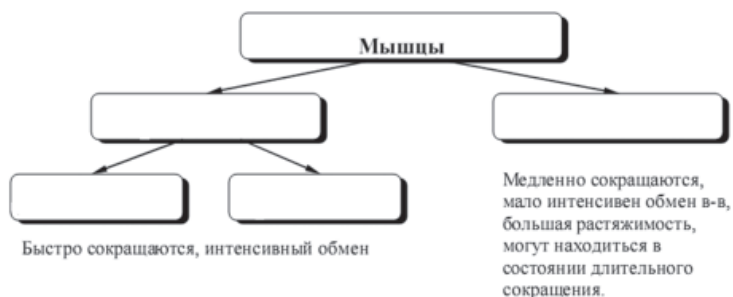 Мышцы
Быстро сокращаются, интенсивный обмен
Медленно сокращаются,
мало интенсивен обмен в-в,
большая растяжимость,
могут находиться в
состоянии длительного
сокращения.